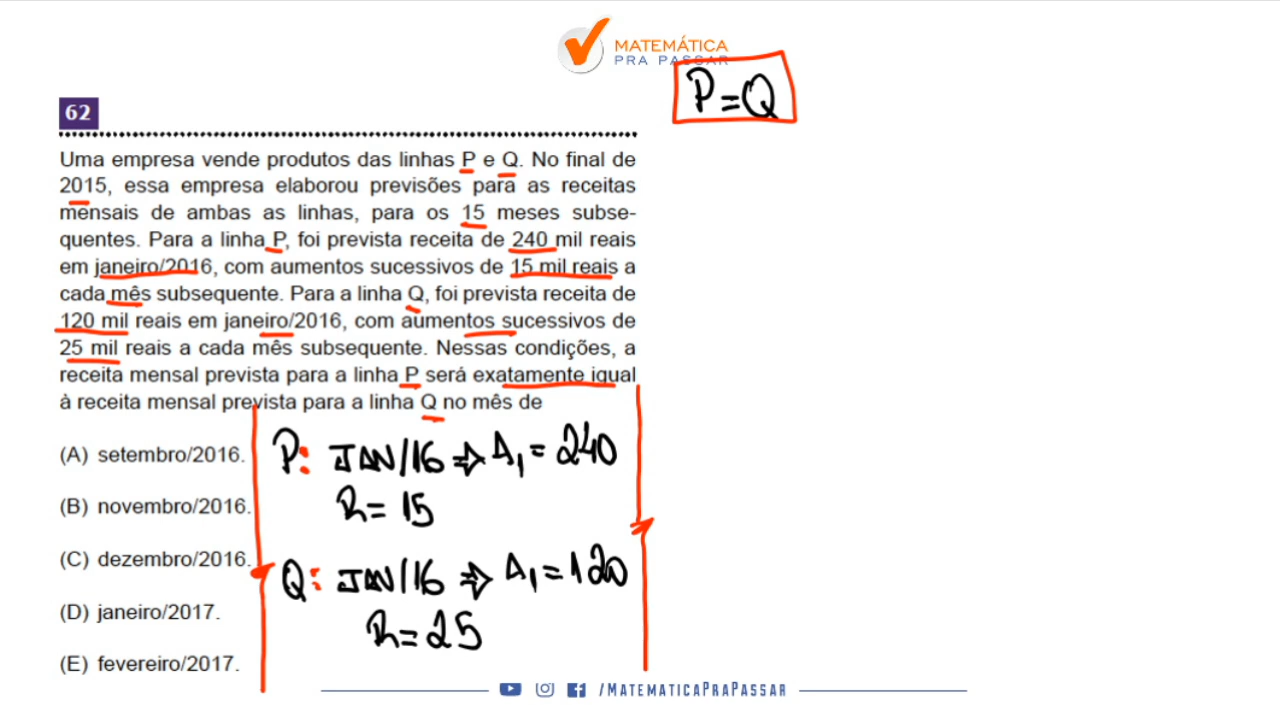 MATEMÁTICA
PRA PASSAR
P=Q
62
Uma empresa vende produtos das linhas P e Q. No final de
2015, essa empresa elaborou previsões para as receitas
mensais de ambas as linhas, para os 15 meses subse-
quentes. Para a linha P, foi prevista receita de 240 mil reais
em janeiro/2016, com aumentos sucessivos de 15 mil reais a
cada mês subsequente. Para a linha Q, foi prevista receita de
120 mil reais em janeiro/2016, com aumentos sucessivos de
25 mil reais a cada mês subsequente. Nessas condições, a
receita mensal prevista para a linha P será exatamente igual
à receita mensal prevista para a linha Q no mês de
(A) setembro/2016.
(B) novembro/2016.
(C) dezembro/2016.
(D) janeiro/2017.
(E) fevereiro/2017.
P: JAN/16 ⇒ A₁ = 240
R = 15
Q: JAN/16 ⇒ A₁ = 120
R = 25
/MATEMATICAPRAPASSAR